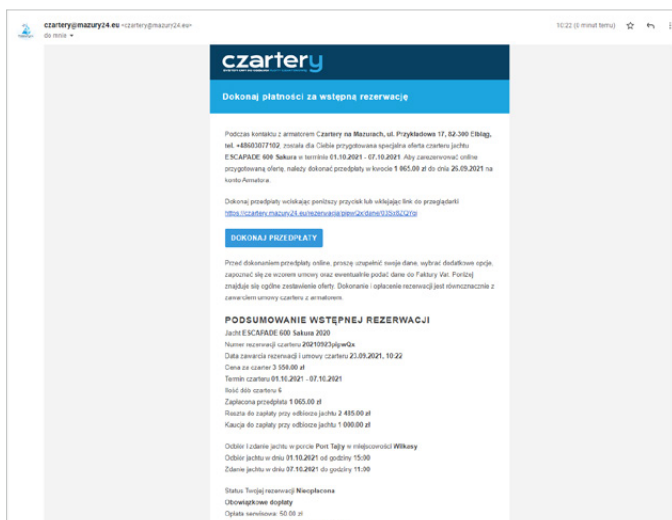 czartery@mazury24.eu <czartery@mazury24.eu>
10:22 (0 minut temu)
do mnie
czartery
Dokonaj płatności za wstępną rezerwację
Podczas kontaktu z armatorem Czartery na Mazurach, ul. Przykładowa 17, 82-300 Elbląg,
tel. +48603077102, została dla Ciebie przygotowana specjalna oferta czarteru jachtu
ESCAPADE 600 Sakura w terminie 01.10.2021 - 07.10.2021. Aby zarezerwować online
przygotowaną ofertę, należy dokonać przedpłaty w kwocie 1 065.00 zł do dnia 26.09.2021 na
konto Armatora.
Dokonaj przedpłaty wciskając poniższy przycisk lub wklejając link do przeglądarki
DOKONAJ PRZEDPŁATY
Przed dokonaniem przedpłaty online, proszę uzupełnić swoje dane, wybrać dodatkowe opcje,
zapoznać się ze wzorem umowy oraz ewentualnie podać dane do Faktury Vat. Poniżej
znajduje się ogólne zestawienie oferty. Dokonanie i opłacenie rezerwacji jest równoznaczne z
zawarciem umowy czarteru z armatorem.
PODSUMOWANIE WSTĘPNEJ REZERWACJI
Jacht ESCAPADE 600 Sakura 2020
Numer rezerwacji czarteru
Data zawarcia rezerwacji i umowy czarteru 23.09.2021, 10:22
Cena za czarter 3 550.00 zł
Termin czarteru 01.10.2021 - 07.10.2021
Ilość dób czarteru 6
Zapłacona przedpłata 1 065.00 zł
Reszta do zapłaty przy odbiorze jachtu 2 485.00 zł
Kaucja do zapłaty przy odbiorze jachtu 1 000.00 zł
Odbiór i zdanie jachtu w porcie Port Tajty w miejscowości Wilkasy
Odbiór jachtu w dniu 01.10.2021 od godziny 15:00
Zdanie jachtu w dniu 07.10.2021 do godziny 11:00
Status Twojej rezerwacji Nieopłacona
Obowiązkowe dopłaty
Opłata serwisowa: 50.00 zł